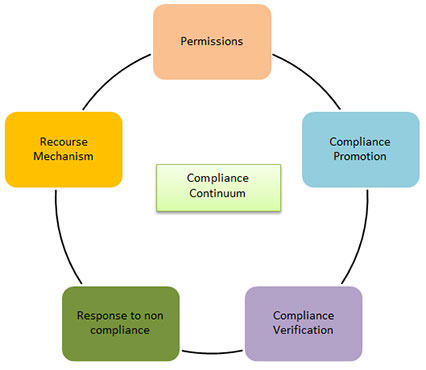 Permissions
Recourse
Mechanism
Compliance
Promotion
Compliance
Continuum
Response to non
compliance
Compliance
Verification